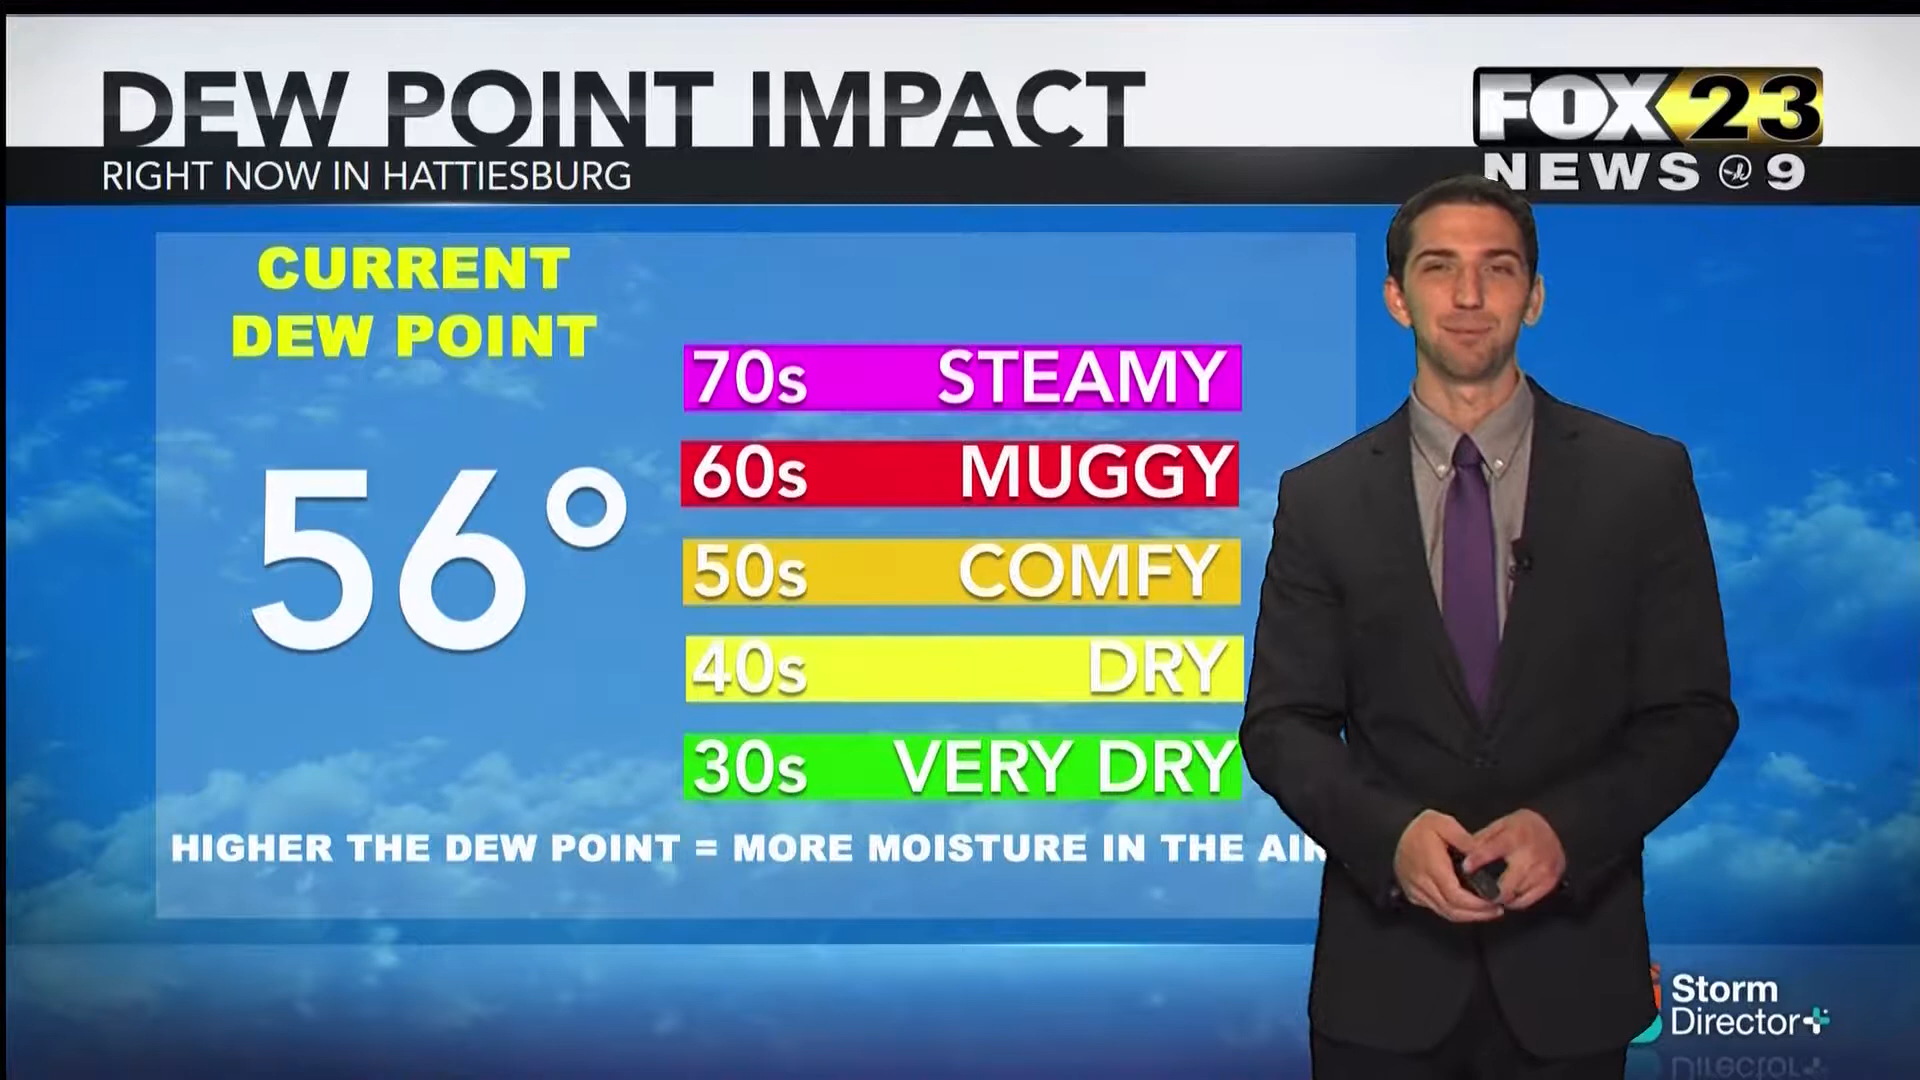 DEW POINT IMPACT
RIGHT NOW IN HATTIESBURG
FOX 23
NEWS @ 9
CURRENT
DEW POINT
56°
70s STEAMY
60s MUGGY
50s COMFY
40s DRY
30s VERY DRY
HIGHER THE DEW POINT = MORE MOISTURE IN THE AIR
Storm
Director+